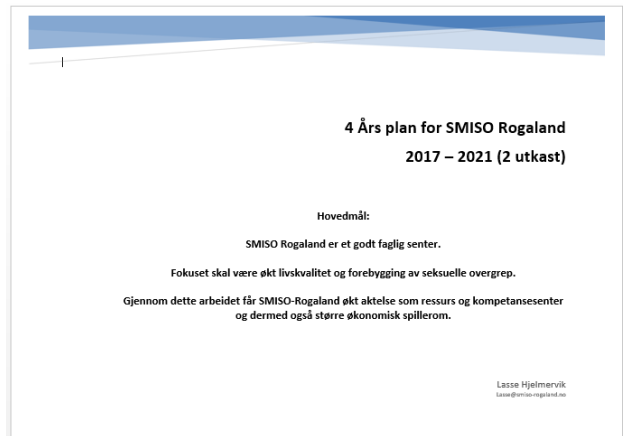 4 Års plan for SMISO Rogaland
2017 – 2021 (2 utkast)
Hovedmål:
SMISO Rogaland er et godt faglig senter.
Fokuset skal være økt livskvalitet og forebygging av seksuelle overgrep.
Gjennom dette arbeidet får SMISO-Rogaland økt aktelse som ressurs og kompetansesenter
og dermed også større økonomisk spillerom.
Lasse Hjelmervik
Lasse@smiso-rogaland.no